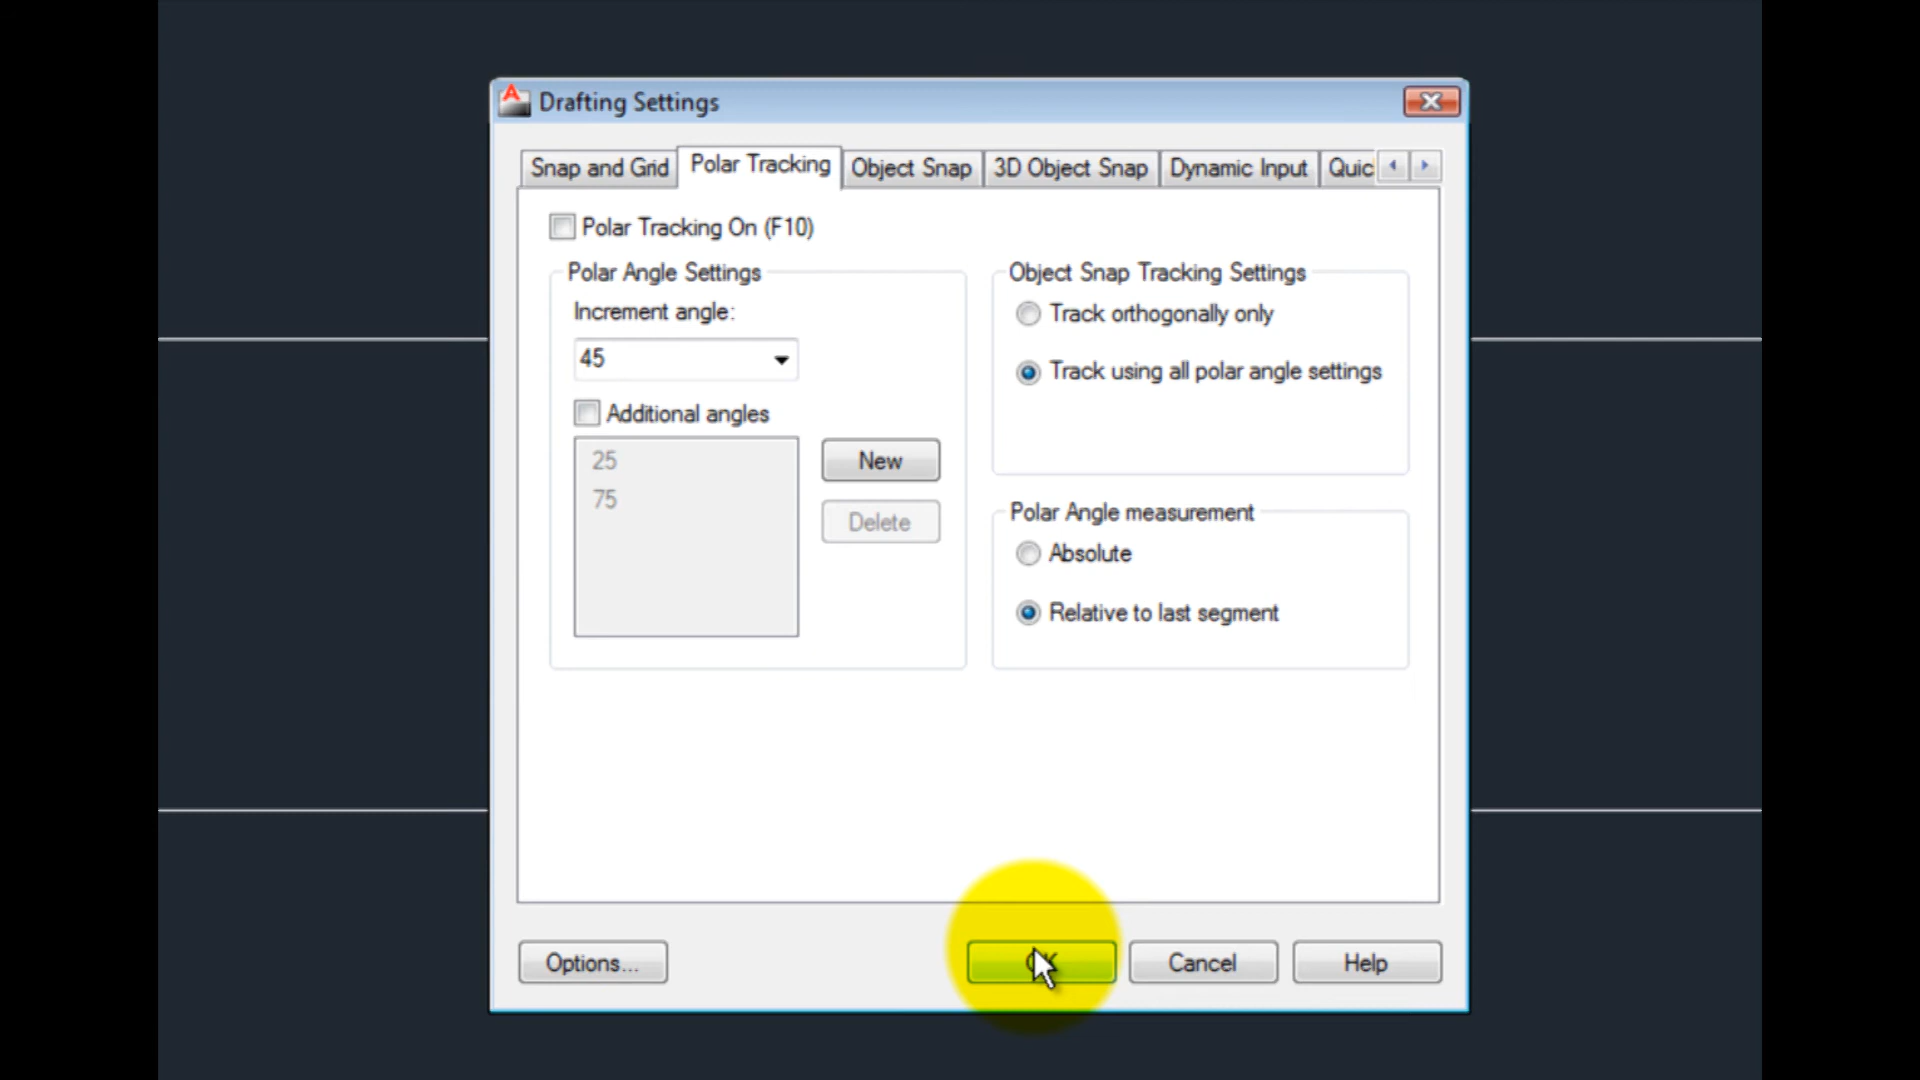 Drafting Settings
Snap and Grid
Polar Tracking
Object Snap
3D Object Snap
Dynamic Input
Quic
Polar Tracking On (F10)
Polar Angle Settings
Increment angle:
45
Additional angles
25
75
New
Delete
Object Snap Tracking Settings
Track orthogonally only
Track using all polar angle settings
Polar Angle measurement
Absolute
Relative to last segment
Options...
OK
Cancel
Help